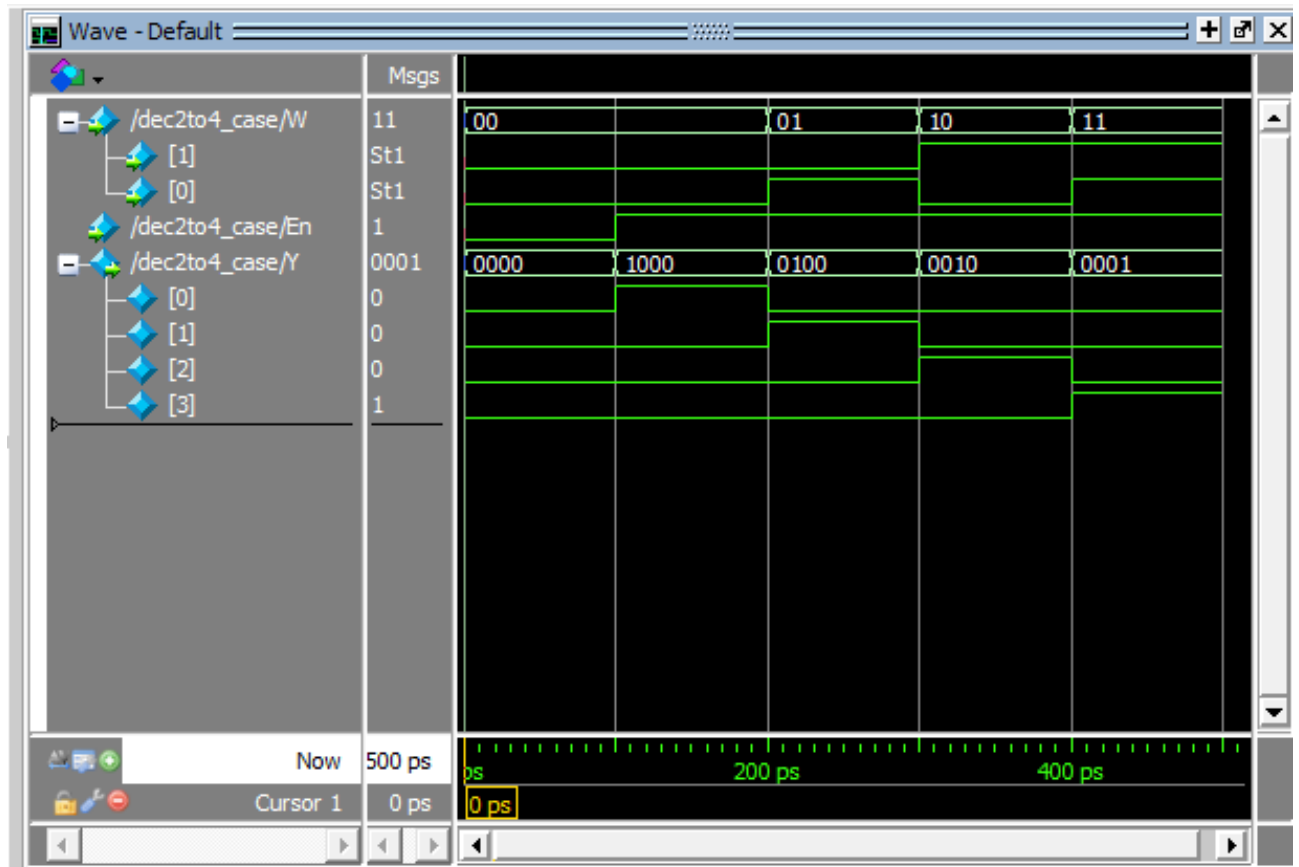 Wave - Default
Msgs
/dec2to4_case/W 11 00 01 10 11
[1] St1
[0] St1
/dec2to4_case/En 1
/dec2to4_case/Y 0001 0000 1000 0100 0010 0001
[0] 0
[1] 0
[2] 0
[3] 1
Now 500 ps ps 200 ps 400 ps
Cursor 1 0 ps 0 ps